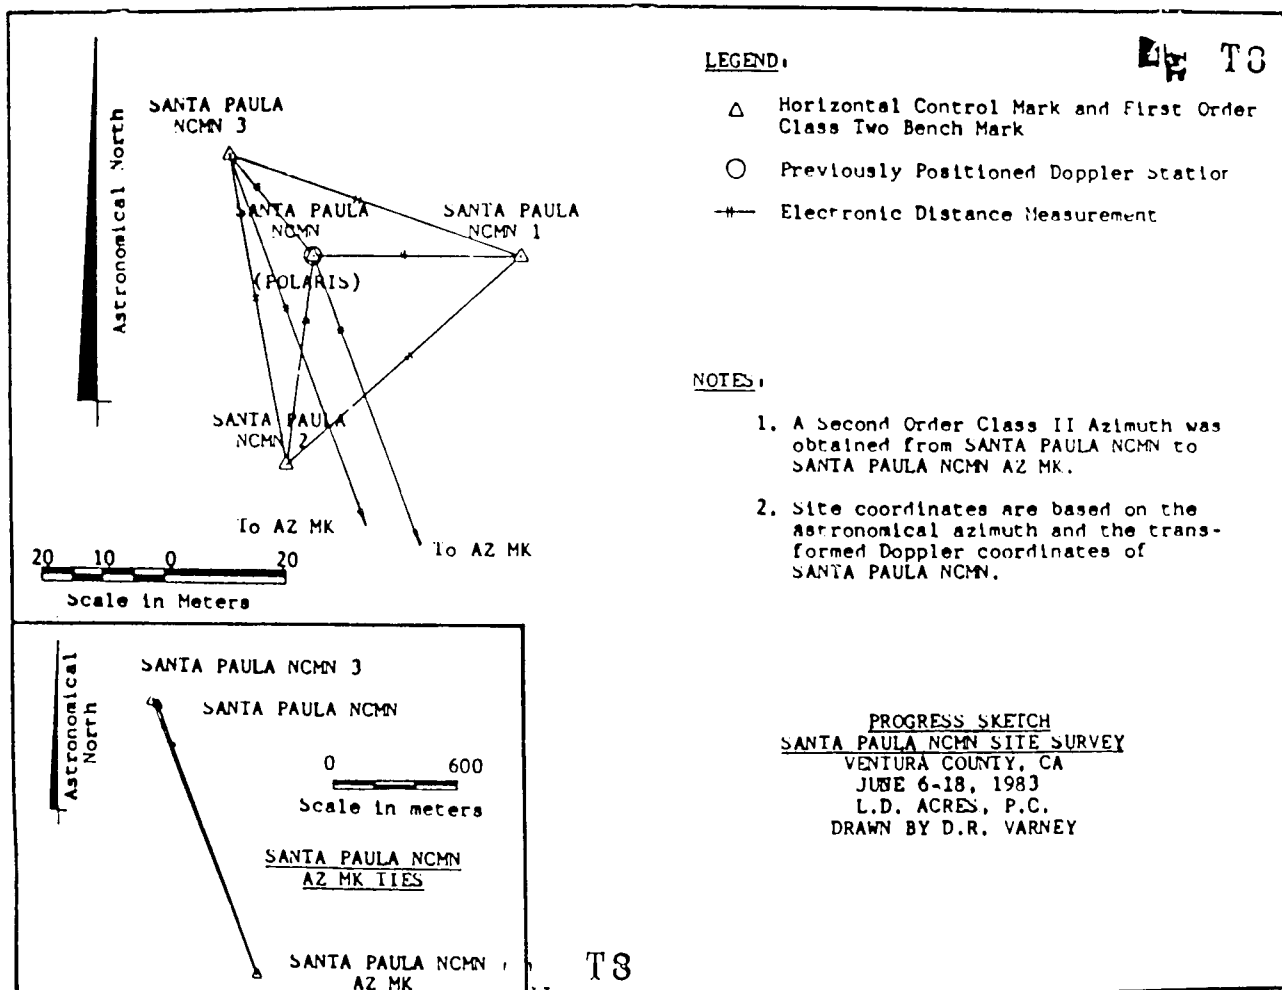 T8
SANTA PAULA
NCMN 3
Astronomical North
SANTA PAULA
NCMN
(POLARIS)
SANTA PAULA
NCMN 1
SANTA PAULA
NCMN 2
To AZ MK
To AZ MK
20 10 0 20
Scale in Meters
LEGEND:
Horizontal Control Mark and First Order
Class Two Bench Mark
Previously Positioned Doppler Station
Electronic Distance Measurement
NOTES:
1. A Second Order Class II Azimuth was
obtained from SANTA PAULA NCMN to
SANTA PAULA NCMN AZ MK.
2. Site coordinates are based on the
astronomical azimuth and the trans-
formed Doppler coordinates of
SANTA PAULA NCMN.
Astronomical
North
SANTA PAULA NCMN 3
SANTA PAULA NCMN
0 600
Scale in meters
SANTA PAULA NCMN
AZ MK TIES
SANTA PAULA NCMN
AZ MK
PROGRESS SKETCH
SANTA PAULA NCMN SITE SURVEY
VENTURA COUNTY, CA
JUNE 6-18, 1983
L.D. ACRES, P.C.
DRAWN BY D.R. VARNEY
T8